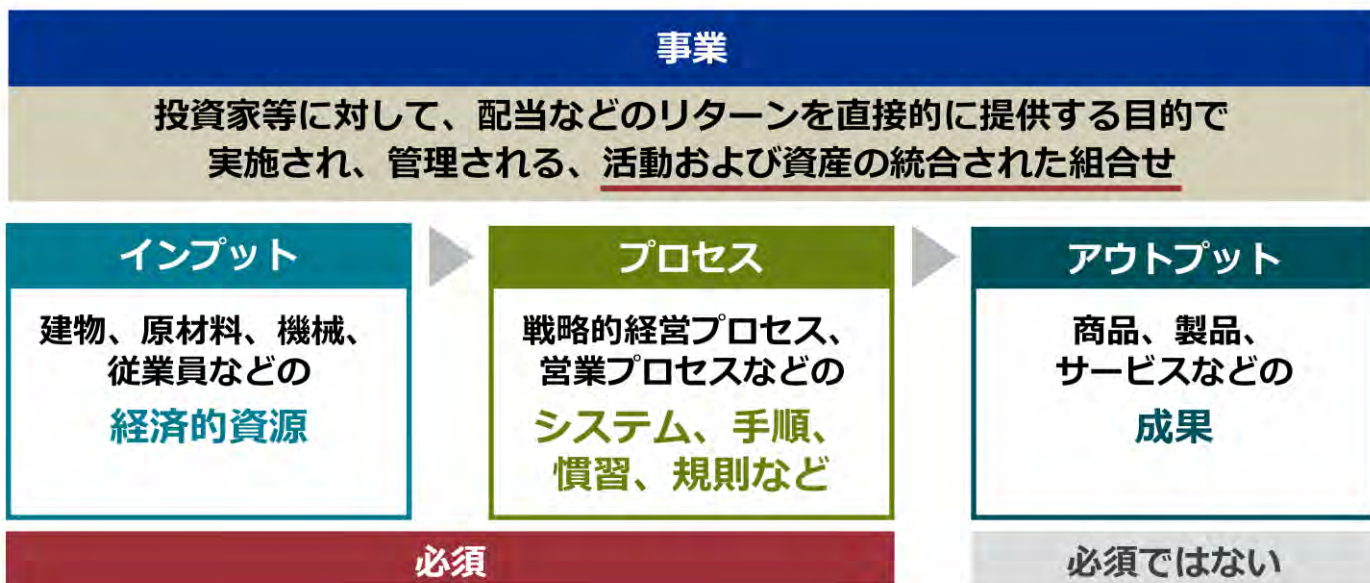 事業
投資家等に対して、配当などのリターンを直接的に提供する目的で
実施され、管理される、活動および資産の統合された組合せ
インプット
建物、原材料、機械、
従業員などの
経済的資源
プロセス
戦略的経営プロセス、
営業プロセスなどの
システム、手順、
慣習、規則など
アウトプット
商品、製品、
サービスなどの
成果
必須
必須ではない